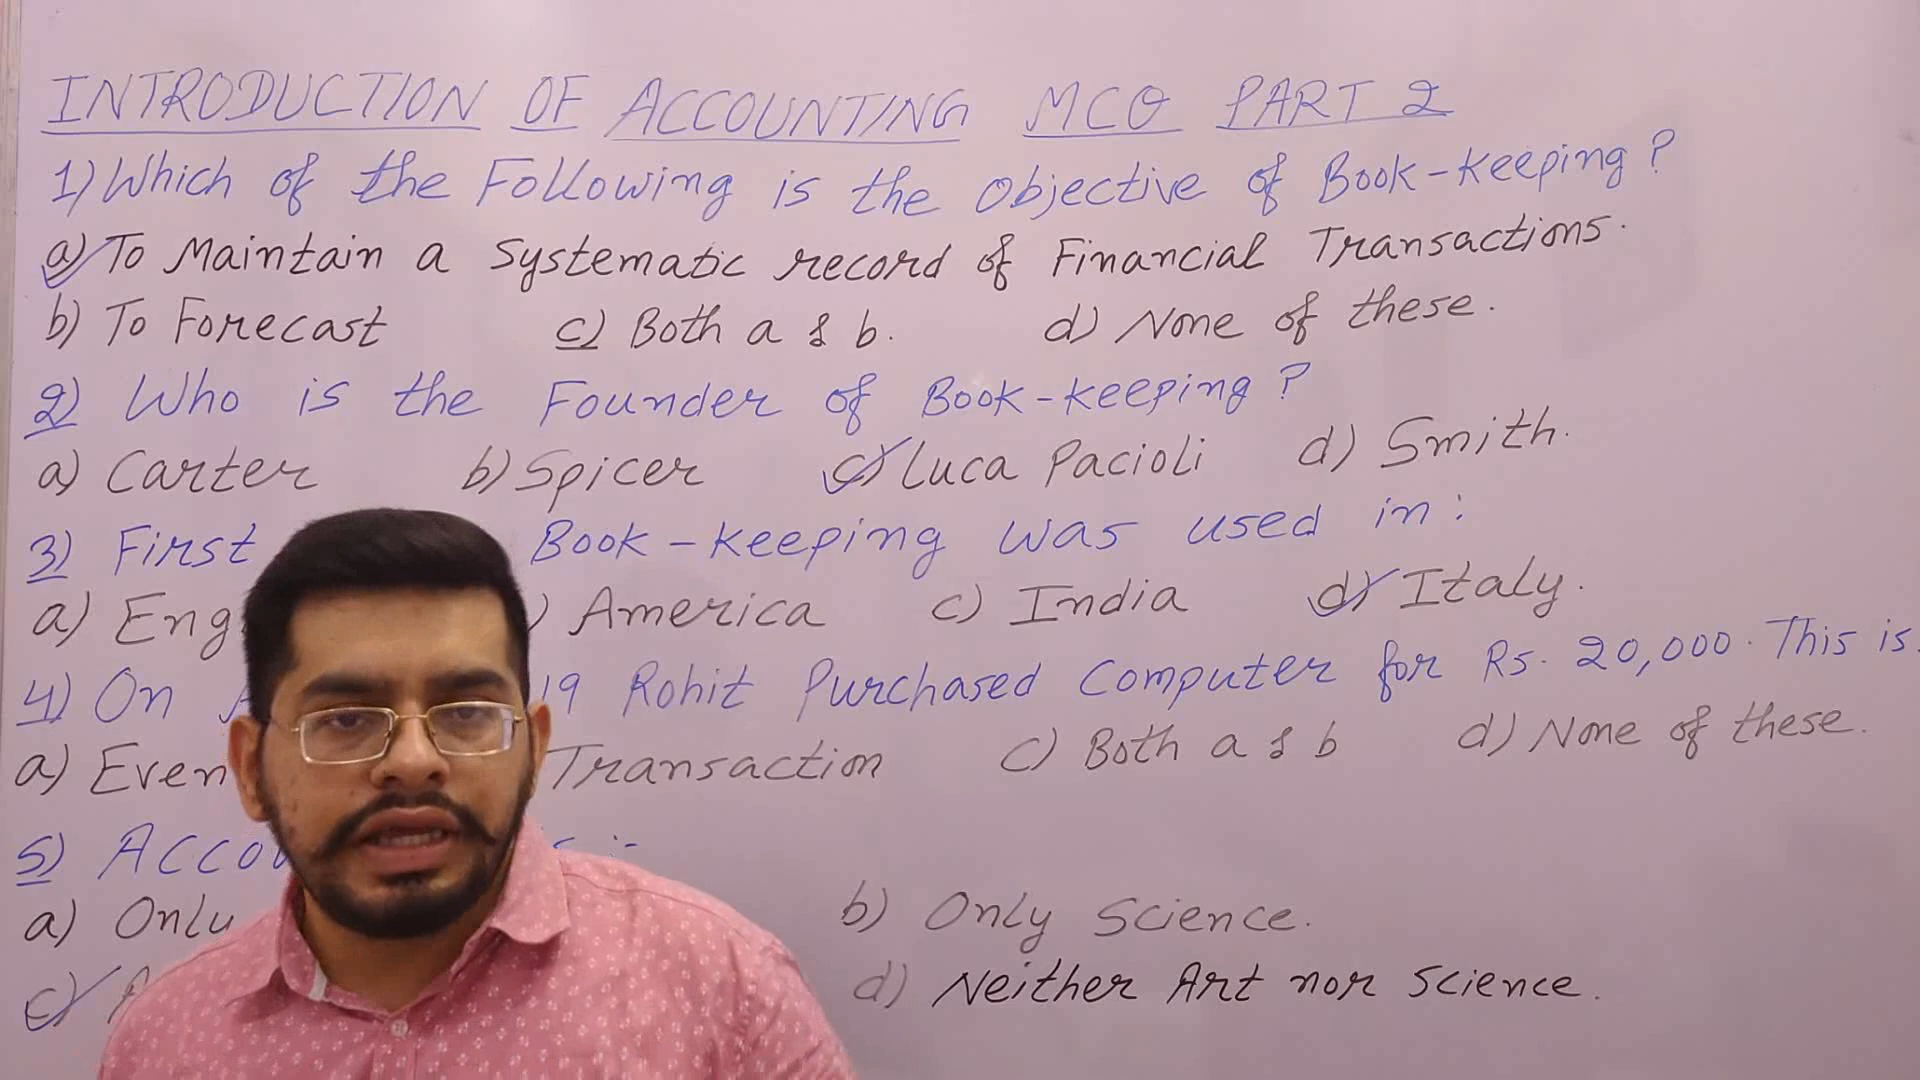 INTRODUCTION OF ACCOUNTING MCQ PART 2
1) Which of the Following is the Objective of Book-keeping?
a) To Maintain a Systematic record of Financial Transactions.
b) To Forecast c) Both a & b. d) None of these.
2) Who is the Founder of Book-keeping?
a) Carter b) Spicer c) Luca Pacioli d) Smith.
3) First Book-keeping was used in:
a) Eng ) America c) India d) Italy.
4) On 19 Rohit Purchased Computer for Rs. 20,000. This is
a) Even Transaction c) Both a & b d) None of these.
5) Accou s:-
a) Only b) Only Science.
c) A d) Neither Art nor Science.